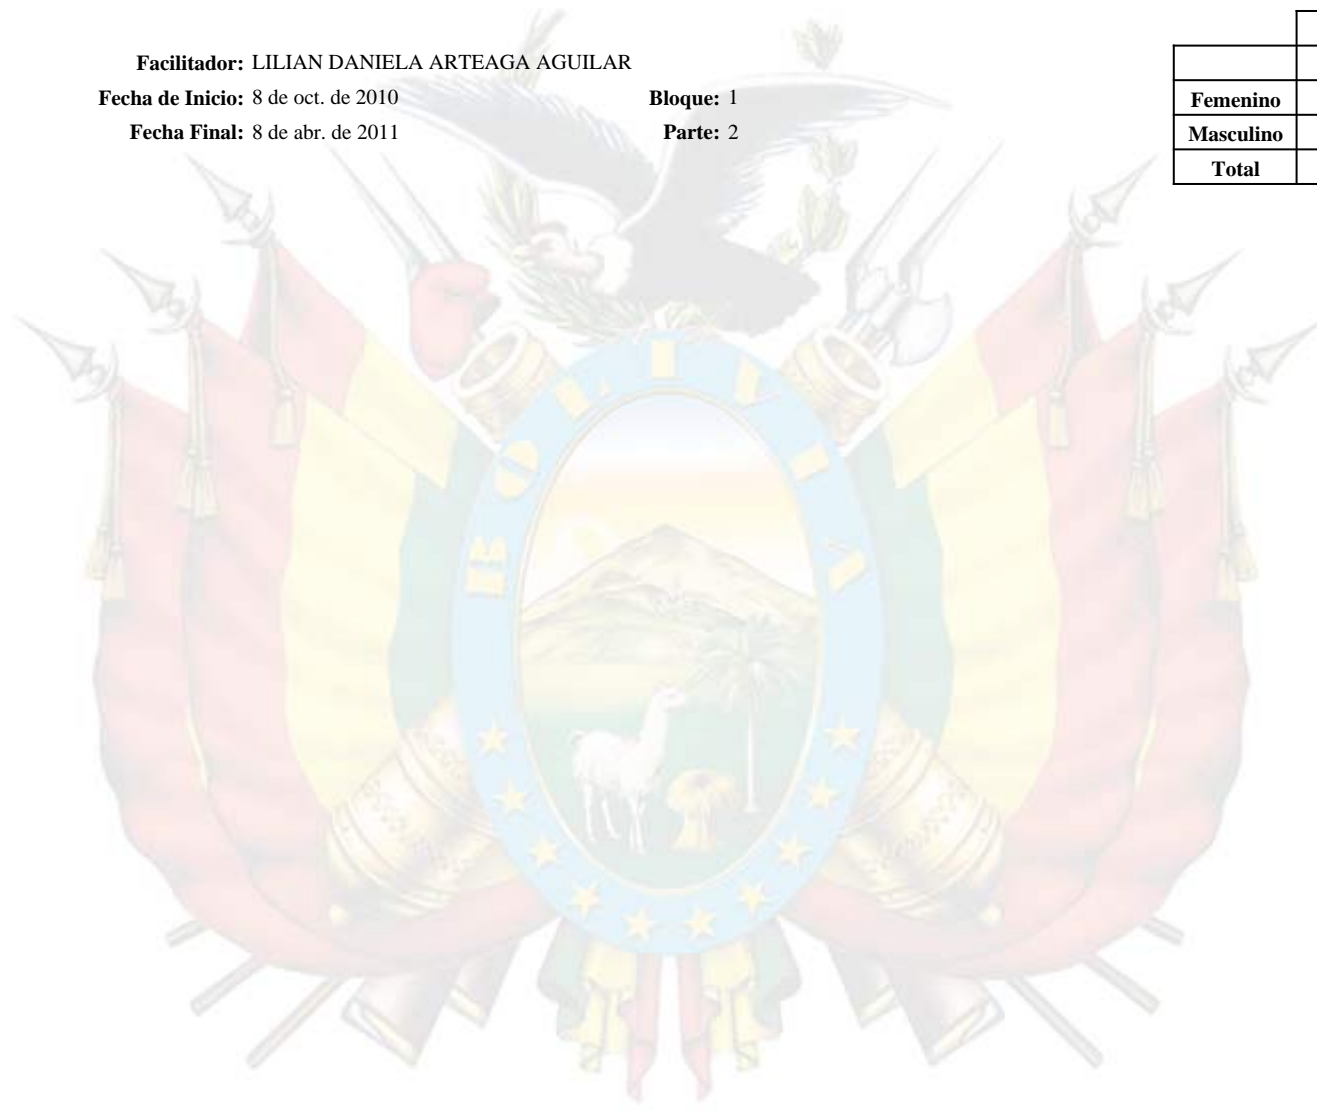 Facilitador: LILIAN DANIELA ARTEAGA AGUILAR
Fecha de Inicio: 8 de oct. de 2010 Bloque: 1
Fecha Final: 8 de abr. de 2011 Parte: 2
Femenino
Masculino
Total
BOLIVIA